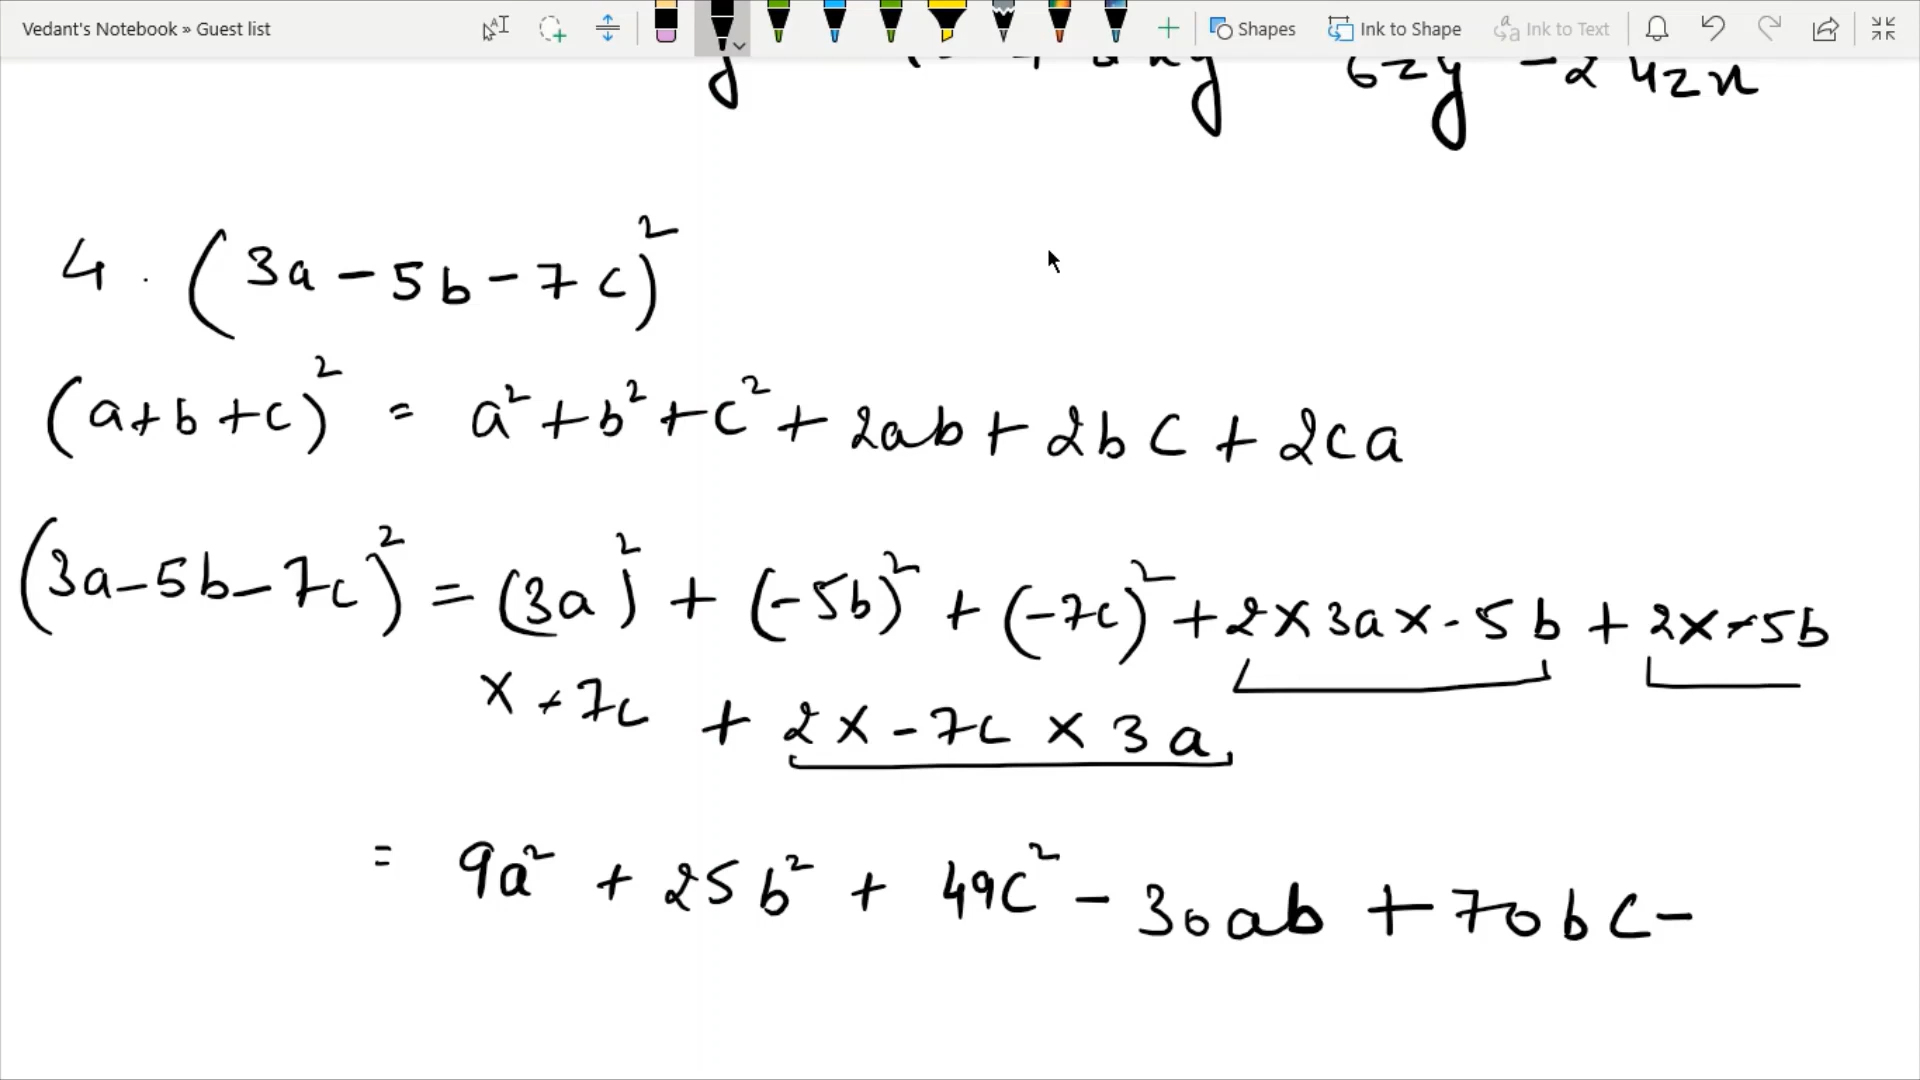 Vedant's Notebook » Guest list Shapes Ink to Shape Ink to Text
6zy - 24zx
4. (3a - 5b - 7c)²
(a+b+c)² = a² + b² + c² + 2ab + 2bc + 2ca
(3a-5b-7c)² = (3a)² + (-5b)² + (-7c)² + 2×3a×-5b + 2×-5b
×-7c + 2×-7c×3a
= 9a² + 25b² + 49c² - 30ab + 70bc -